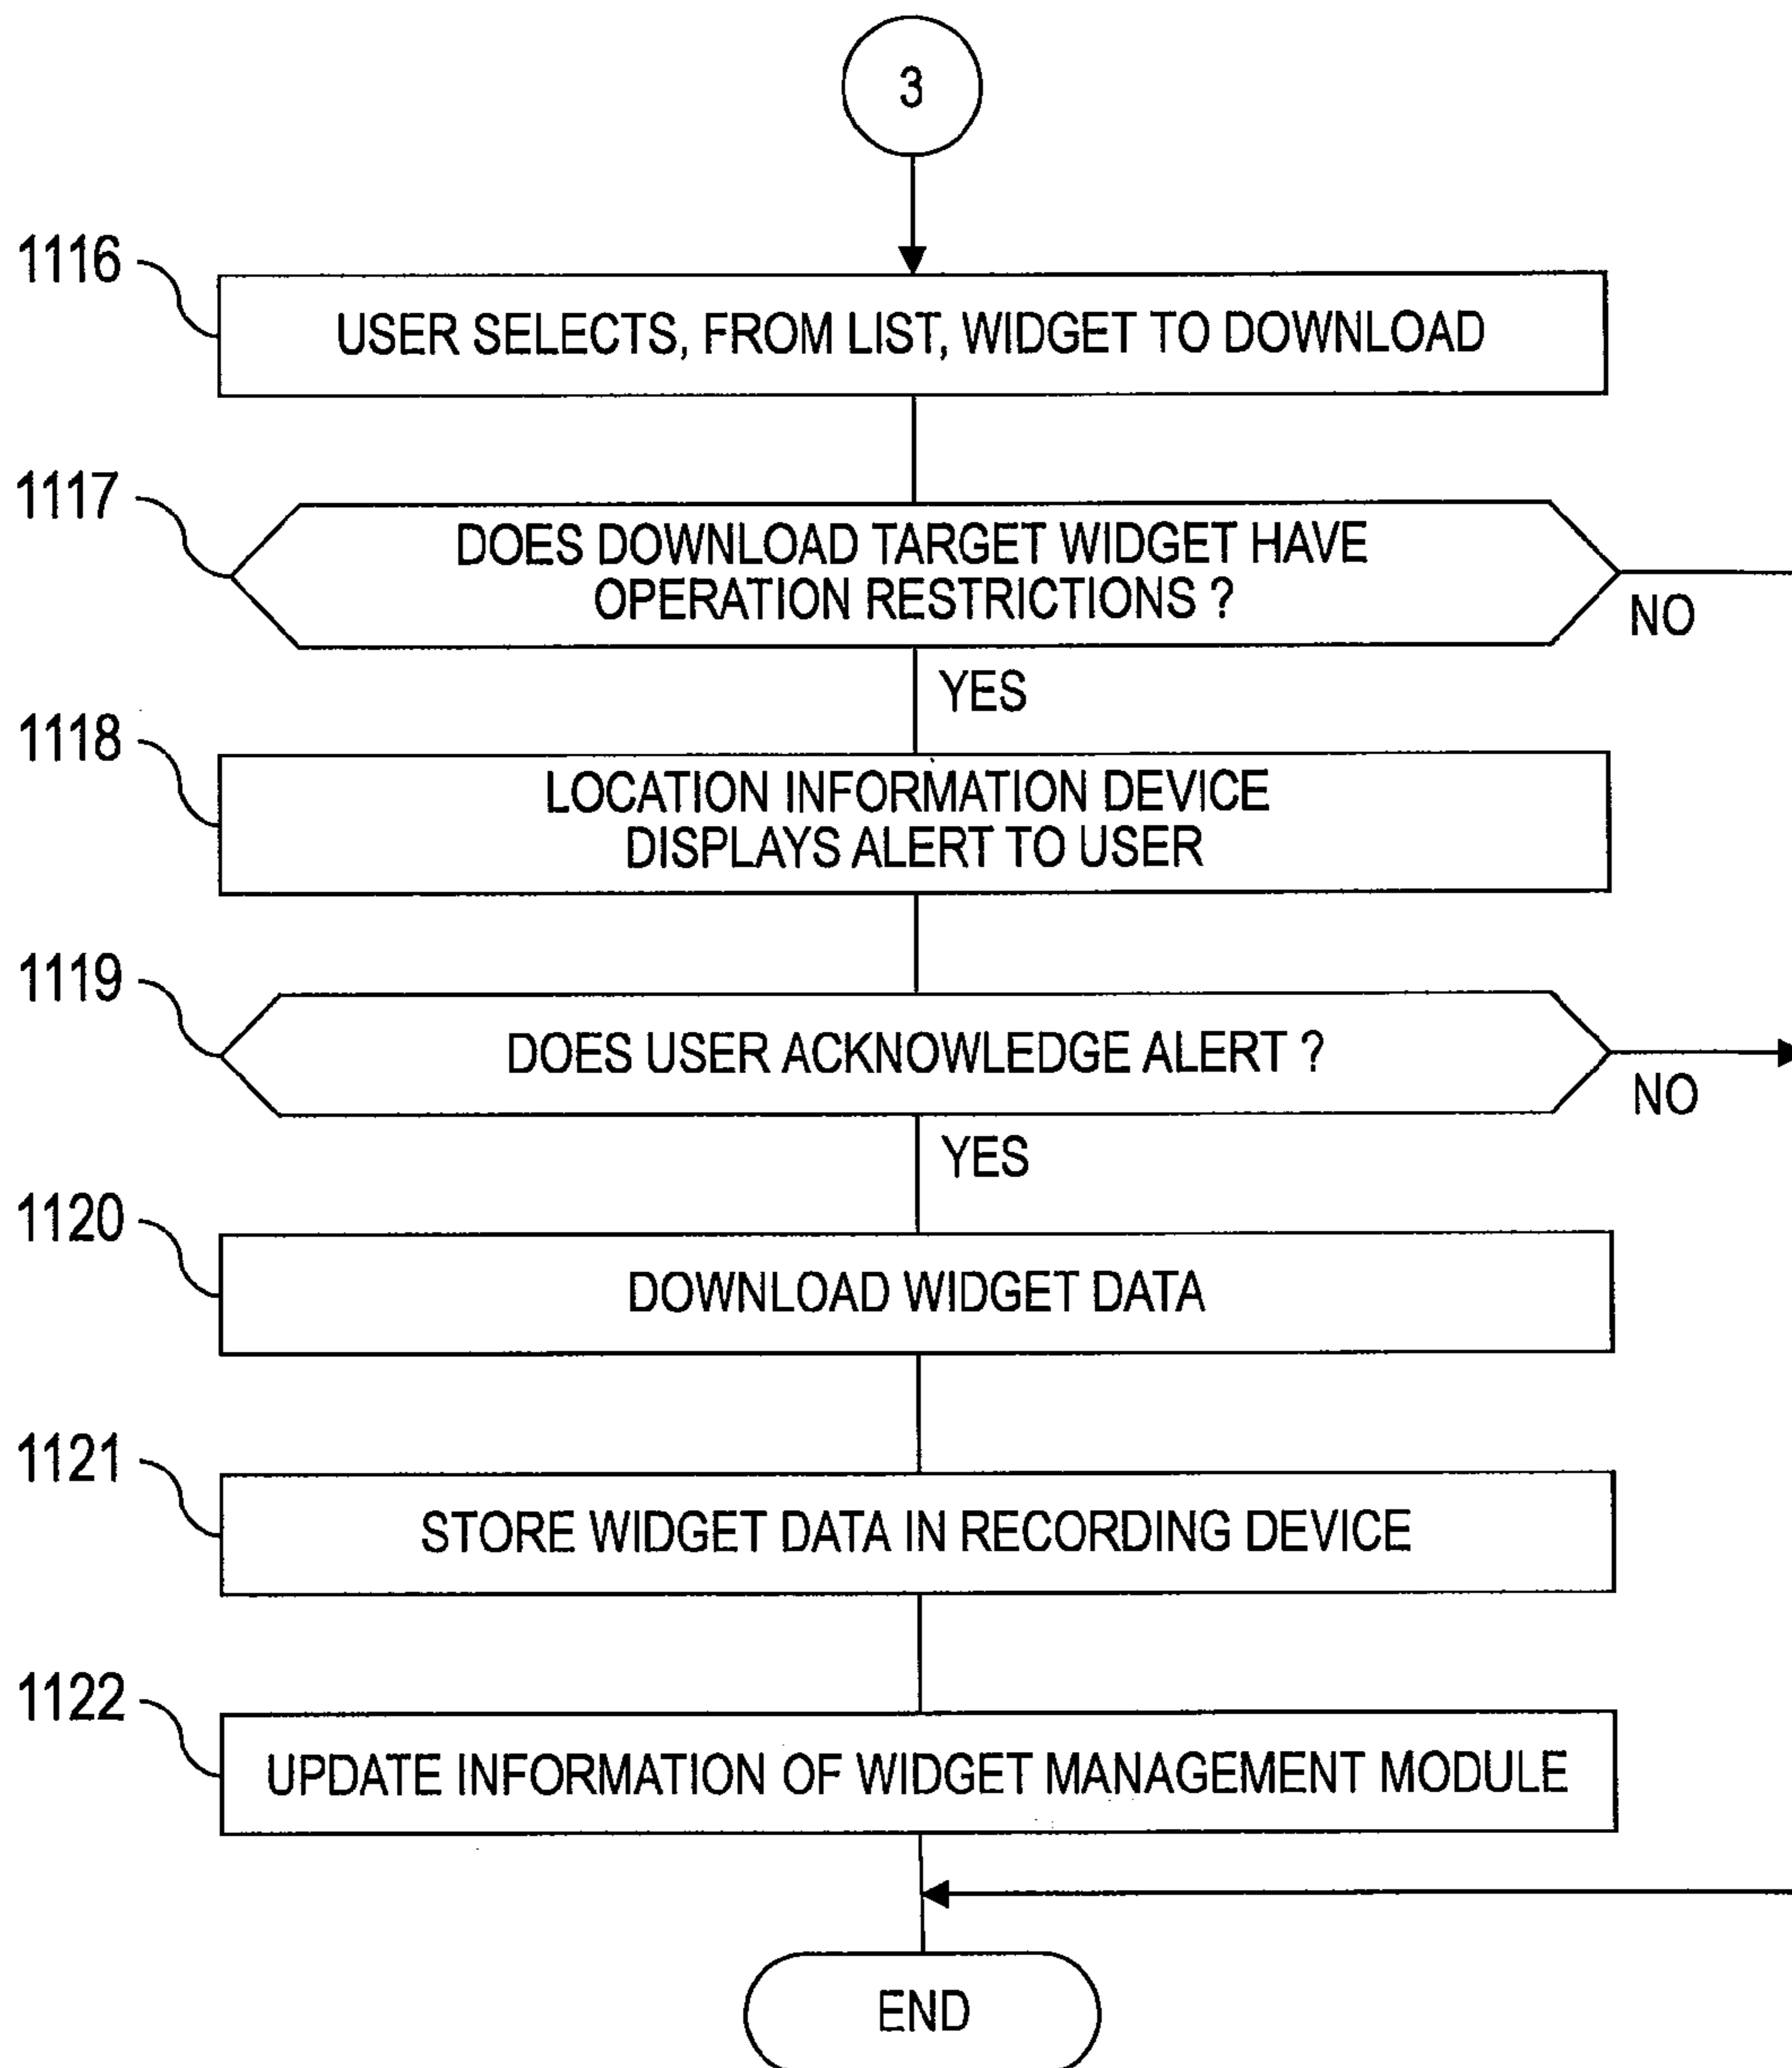 3
1116
USER SELECTS, FROM LIST, WIDGET TO DOWNLOAD
1117
DOES DOWNLOAD TARGET WIDGET HAVE
OPERATION RESTRICTIONS ?
NO
YES
1118
LOCATION INFORMATION DEVICE
DISPLAYS ALERT TO USER
1119
DOES USER ACKNOWLEDGE ALERT ?
NO
YES
1120
DOWNLOAD WIDGET DATA
1121
STORE WIDGET DATA IN RECORDING DEVICE
1122
UPDATE INFORMATION OF WIDGET MANAGEMENT MODULE
END